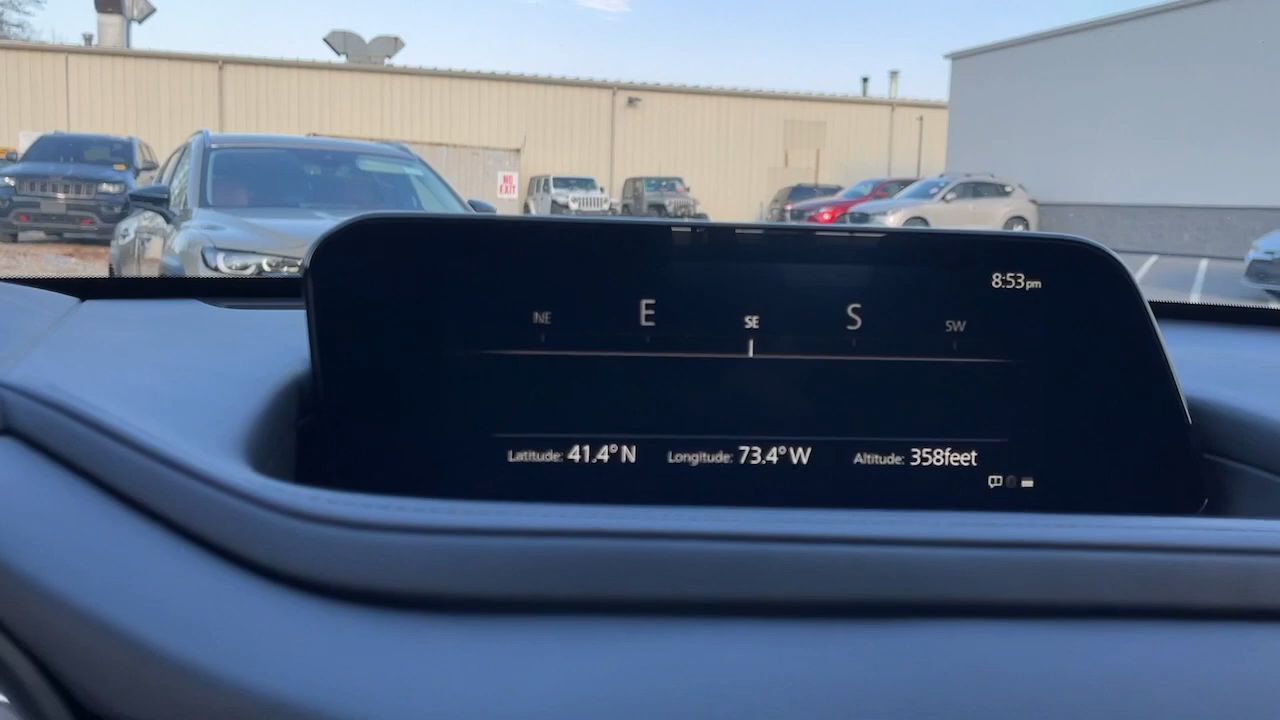 NO
EXIT
8:53pm
NE E SE S SW
Latitude: 41.4° N Longitude: 73.4° W Altitude: 358feet